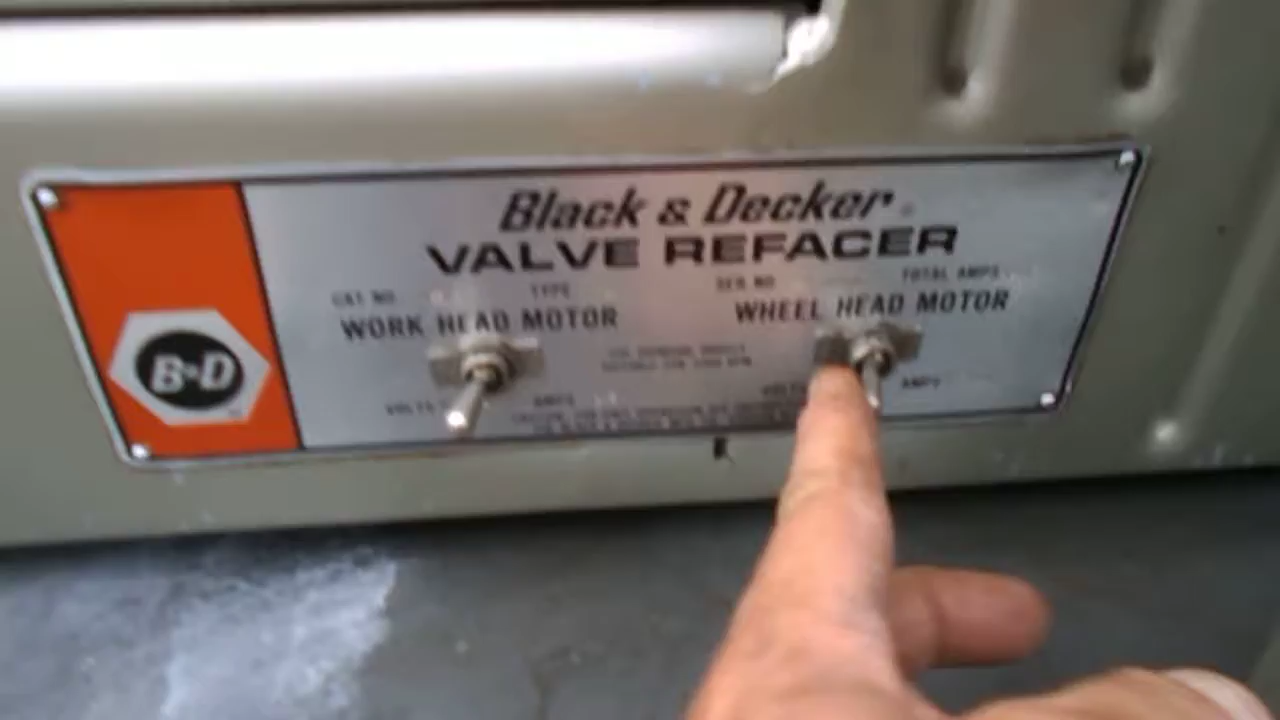 Black & Decker
VALVE REFACER
CAT NO TYPE SER NO TOTAL AMPS
WORK HEAD MOTOR WHEEL HEAD MOTOR
B&D
VOLTS AMPS VOLTS AMPS